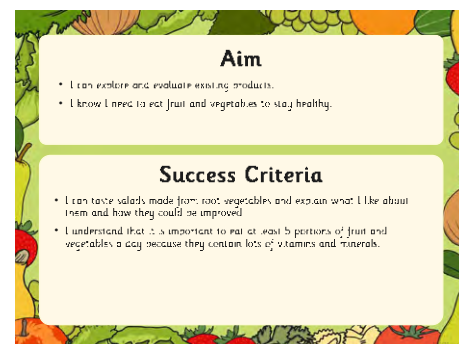 Aim
• I can explore and evaluate existing products.
• I know I need to eat fruit and vegetables to stay healthy.
Success Criteria
• I can taste salads made from root vegetables and explain what I like about
them and how they could be improved
• I understand that it is important to eat at least 5 portions of fruit and
vegetables a day because they contain lots of vitamins and minerals.